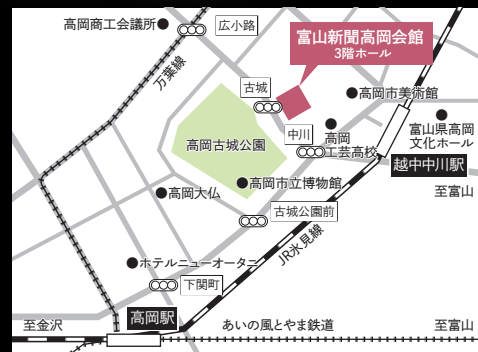 高岡商工会議所
広小路
富山新聞高岡会館
3階ホール
万葉線
古城
高岡市美術館
中川
高岡
工芸高校
富山県高岡
文化ホール
高岡古城公園
越中中川駅
高岡市立博物館
至富山
高岡大仏
古城公園前
JR氷見線
ホテルニューオータニ
下関町
高岡駅
至金沢
あいの風とやま鉄道
至富山